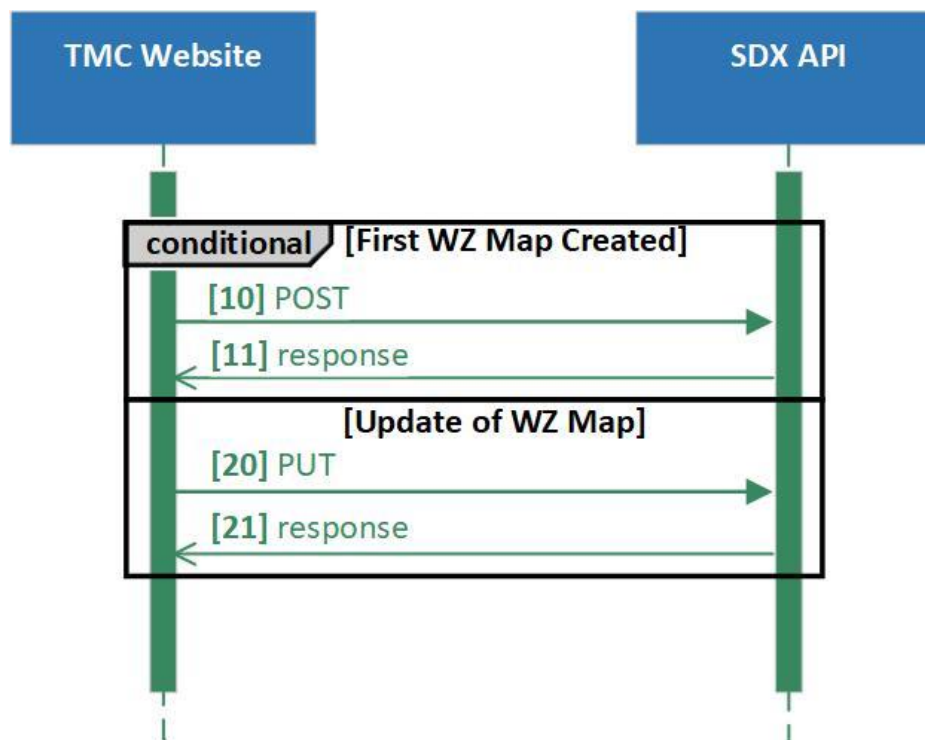 TMC Website
SDX API
conditional [First WZ Map Created]
[10] POST
[11] response
[Update of WZ Map]
[20] PUT
[21] response